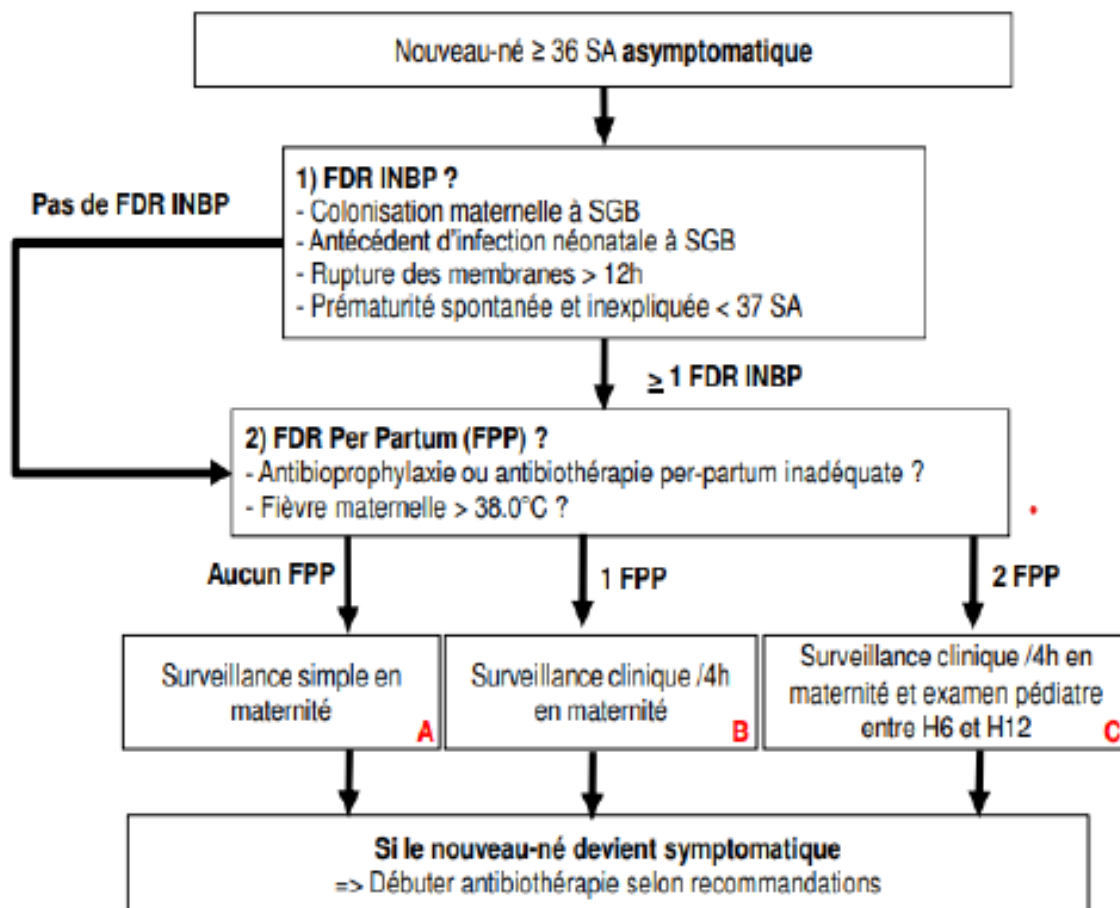 Nouveau-né ≥ 36 SA asymptomatique
1) FDR INBP ?
- Colonisation maternelle à SGB
- Antécédent d'infection néonatale à SGB
- Rupture des membranes > 12h
- Prématurité spontanée et inexpliquée < 37 SA
Pas de FDR INBP
≥ 1 FDR INBP
2) FDR Per Partum (FPP) ?
- Antibioprophylaxie ou antibiothérapie per-partum inadéquate ?
- Fièvre maternelle > 38.0°C ?
Aucun FPP
1 FPP
2 FPP
Surveillance simple en
maternité
A
Surveillance clinique /4h
en maternité
B
Surveillance clinique /4h en
maternité et examen pédiatre
entre H6 et H12
C
Si le nouveau-né devient symptomatique
=> Débuter antibiothérapie selon recommandations